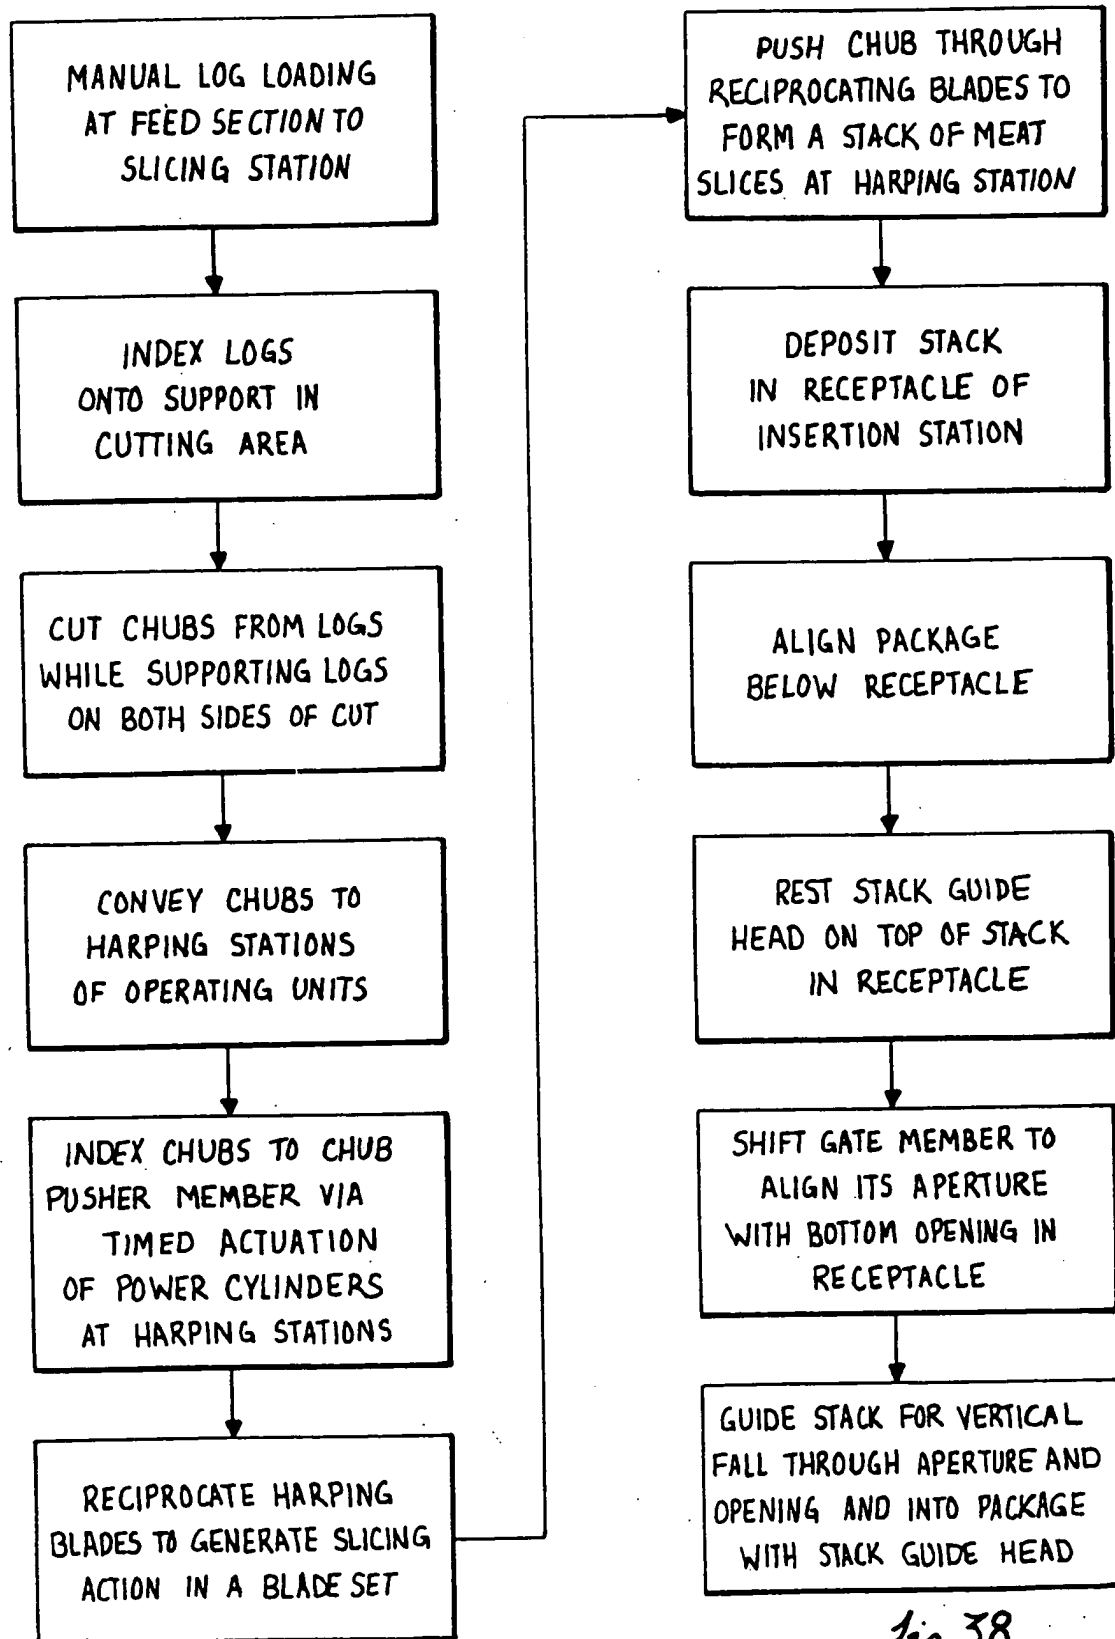 MANUAL LOG LOADING
AT FEED SECTION TO
SLICING STATION
INDEX LOGS
ONTO SUPPORT IN
CUTTING AREA
CUT CHUBS FROM LOGS
WHILE SUPPORTING LOGS
ON BOTH SIDES OF CUT
CONVEY CHUBS TO
HARPING STATIONS
OF OPERATING UNITS
INDEX CHUBS TO CHUB
PUSHER MEMBER VIA
TIMED ACTUATION
OF POWER CYLINDERS
AT HARPING STATIONS
RECIPROCATE HARPING
BLADES TO GENERATE SLICING
ACTION IN A BLADE SET
PUSH CHUB THROUGH
RECIPROCATING BLADES TO
FORM A STACK OF MEAT
SLICES AT HARPING STATION
DEPOSIT STACK
IN RECEPTACLE OF
INSERTION STATION
ALIGN PACKAGE
BELOW RECEPTACLE
REST STACK GUIDE
HEAD ON TOP OF STACK
IN RECEPTACLE
SHIFT GATE MEMBER TO
ALIGN ITS APERTURE
WITH BOTTOM OPENING IN
RECEPTACLE
GUIDE STACK FOR VERTICAL
FALL THROUGH APERTURE AND
OPENING AND INTO PACKAGE
WITH STACK GUIDE HEAD
fig 38